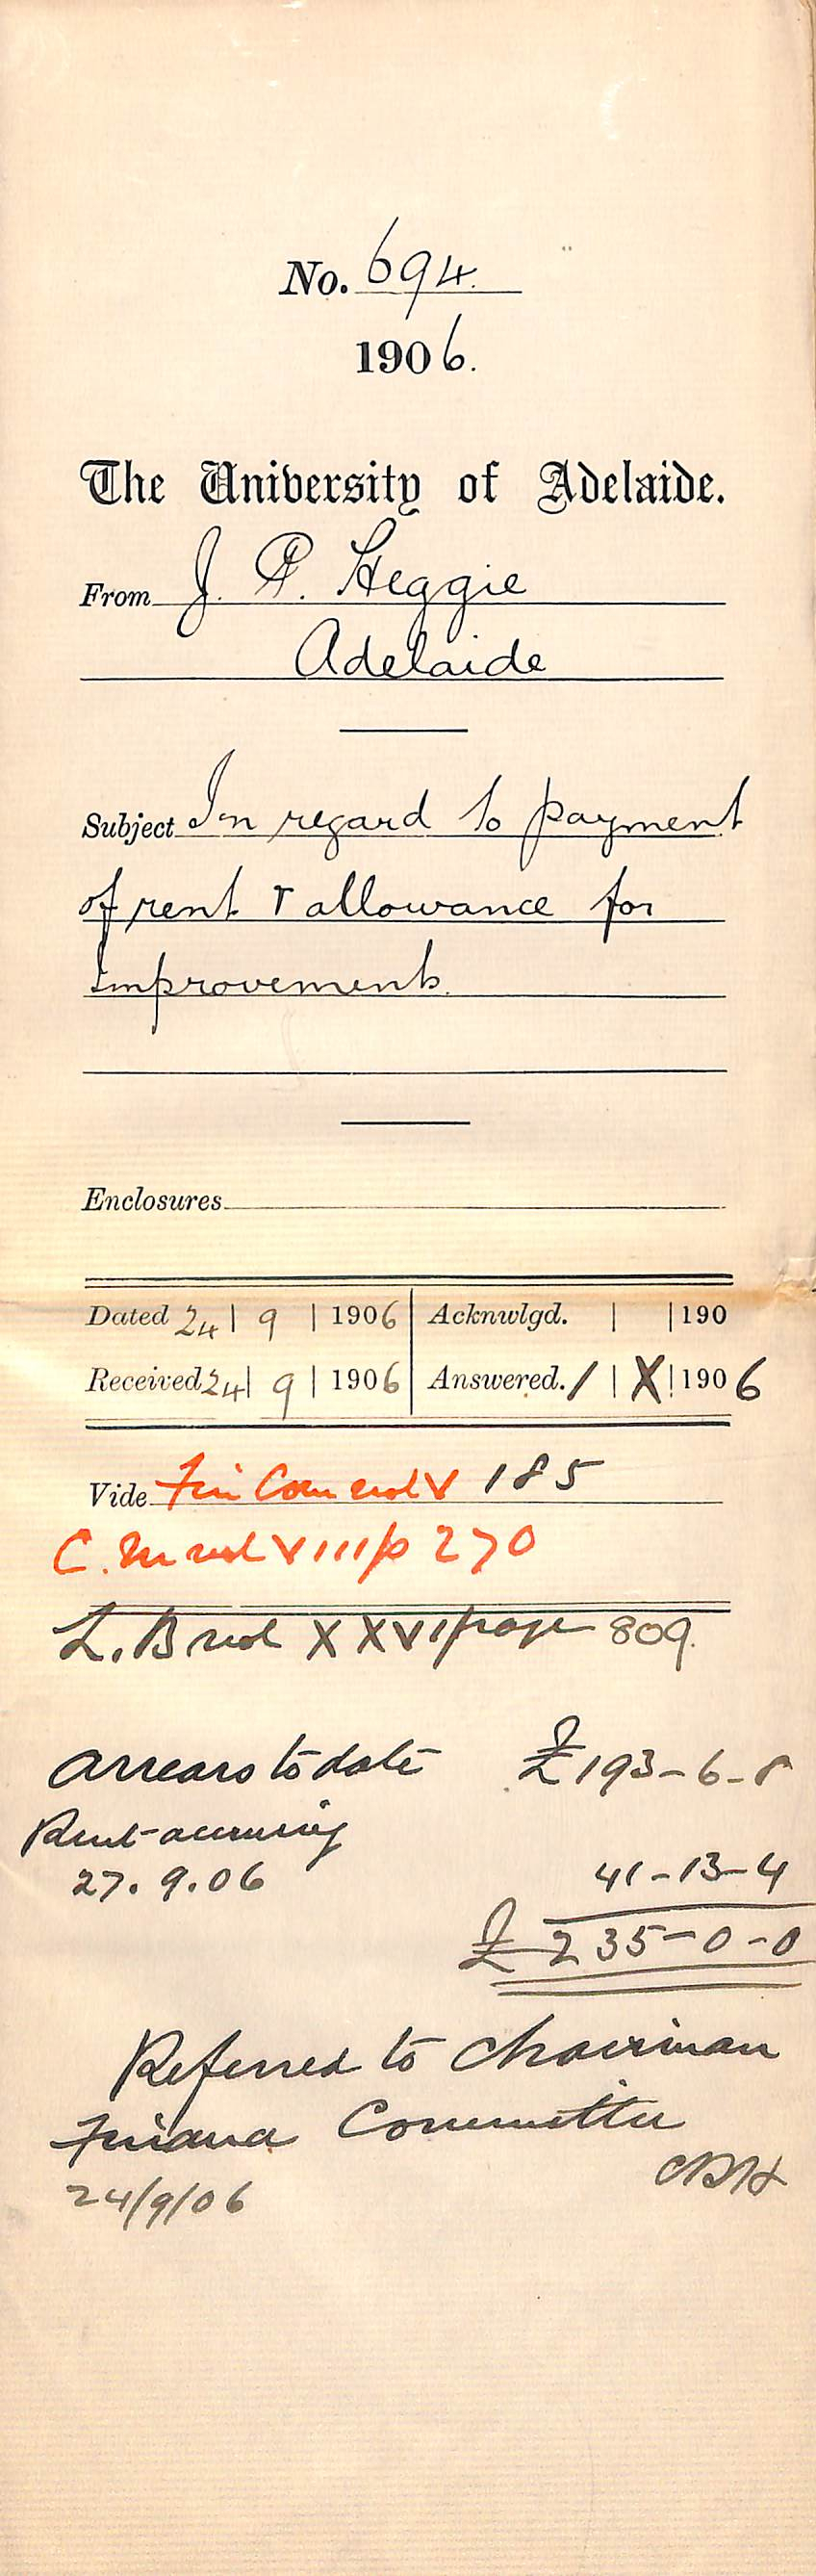 No. 694.
1906.
The University of Adelaide.
From J. P. Heggie
Adelaide
Subject In regard to payment
of rent & allowance for
improvements.
Enclosures
Dated 24 | 9 | 1906 Acknwlgd. | | 190
Received 24 | 9 | 1906 Answered. 1 | X | 1906
Vide Fin Com vol V 185
C. M vol VIII p 270
L. B vol XXVI page 809.
Arrears to date £193-6-8
Rent accruing
27.9.06 41-13-4
£235-0-0
Referred to Chairman
Finance Committee
CRH
24/9/06